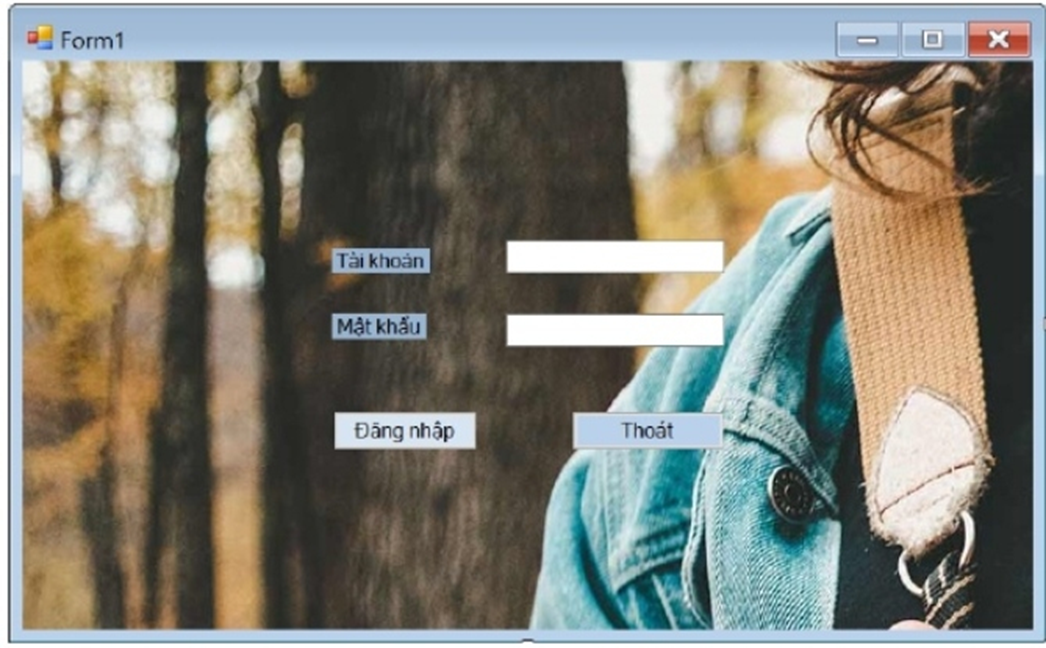 Form1
Tài khoản
Mật khẩu
Đăng nhập
Thoát